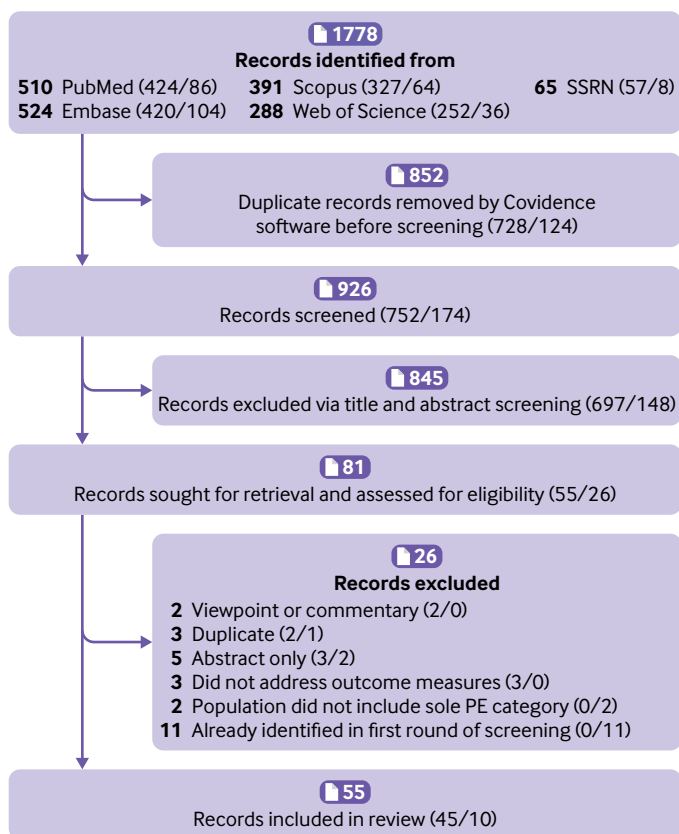 1778
Records identified from
510 PubMed (424/86) 391 Scopus (327/64) 65 SSRN (57/8)
524 Embase (420/104) 288 Web of Science (252/36)
852
Duplicate records removed by Covidence
software before screening (728/124)
926
Records screened (752/174)
845
Records excluded via title and abstract screening (697/148)
81
Records sought for retrieval and assessed for eligibility (55/26)
26
Records excluded
2 Viewpoint or commentary (2/0)
3 Duplicate (2/1)
5 Abstract only (3/2)
3 Did not address outcome measures (3/0)
2 Population did not include sole PE category (0/2)
11 Already identified in first round of screening (0/11)
55
Records included in review (45/10)